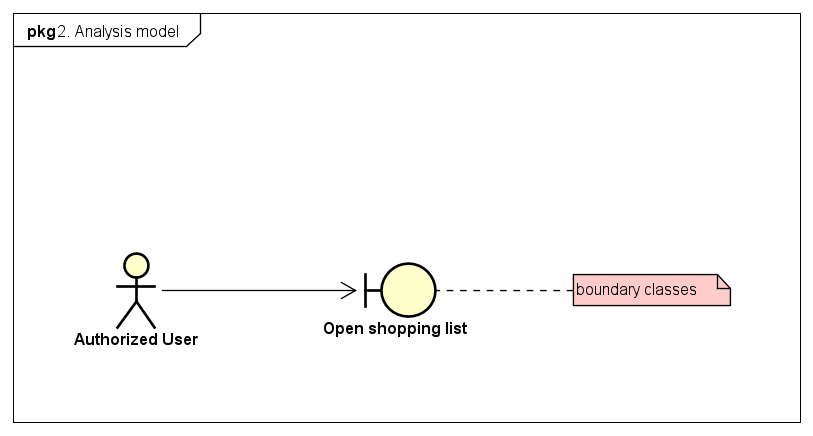 pkg 2. Analysis model
Authorized User
Open shopping list
boundary classes